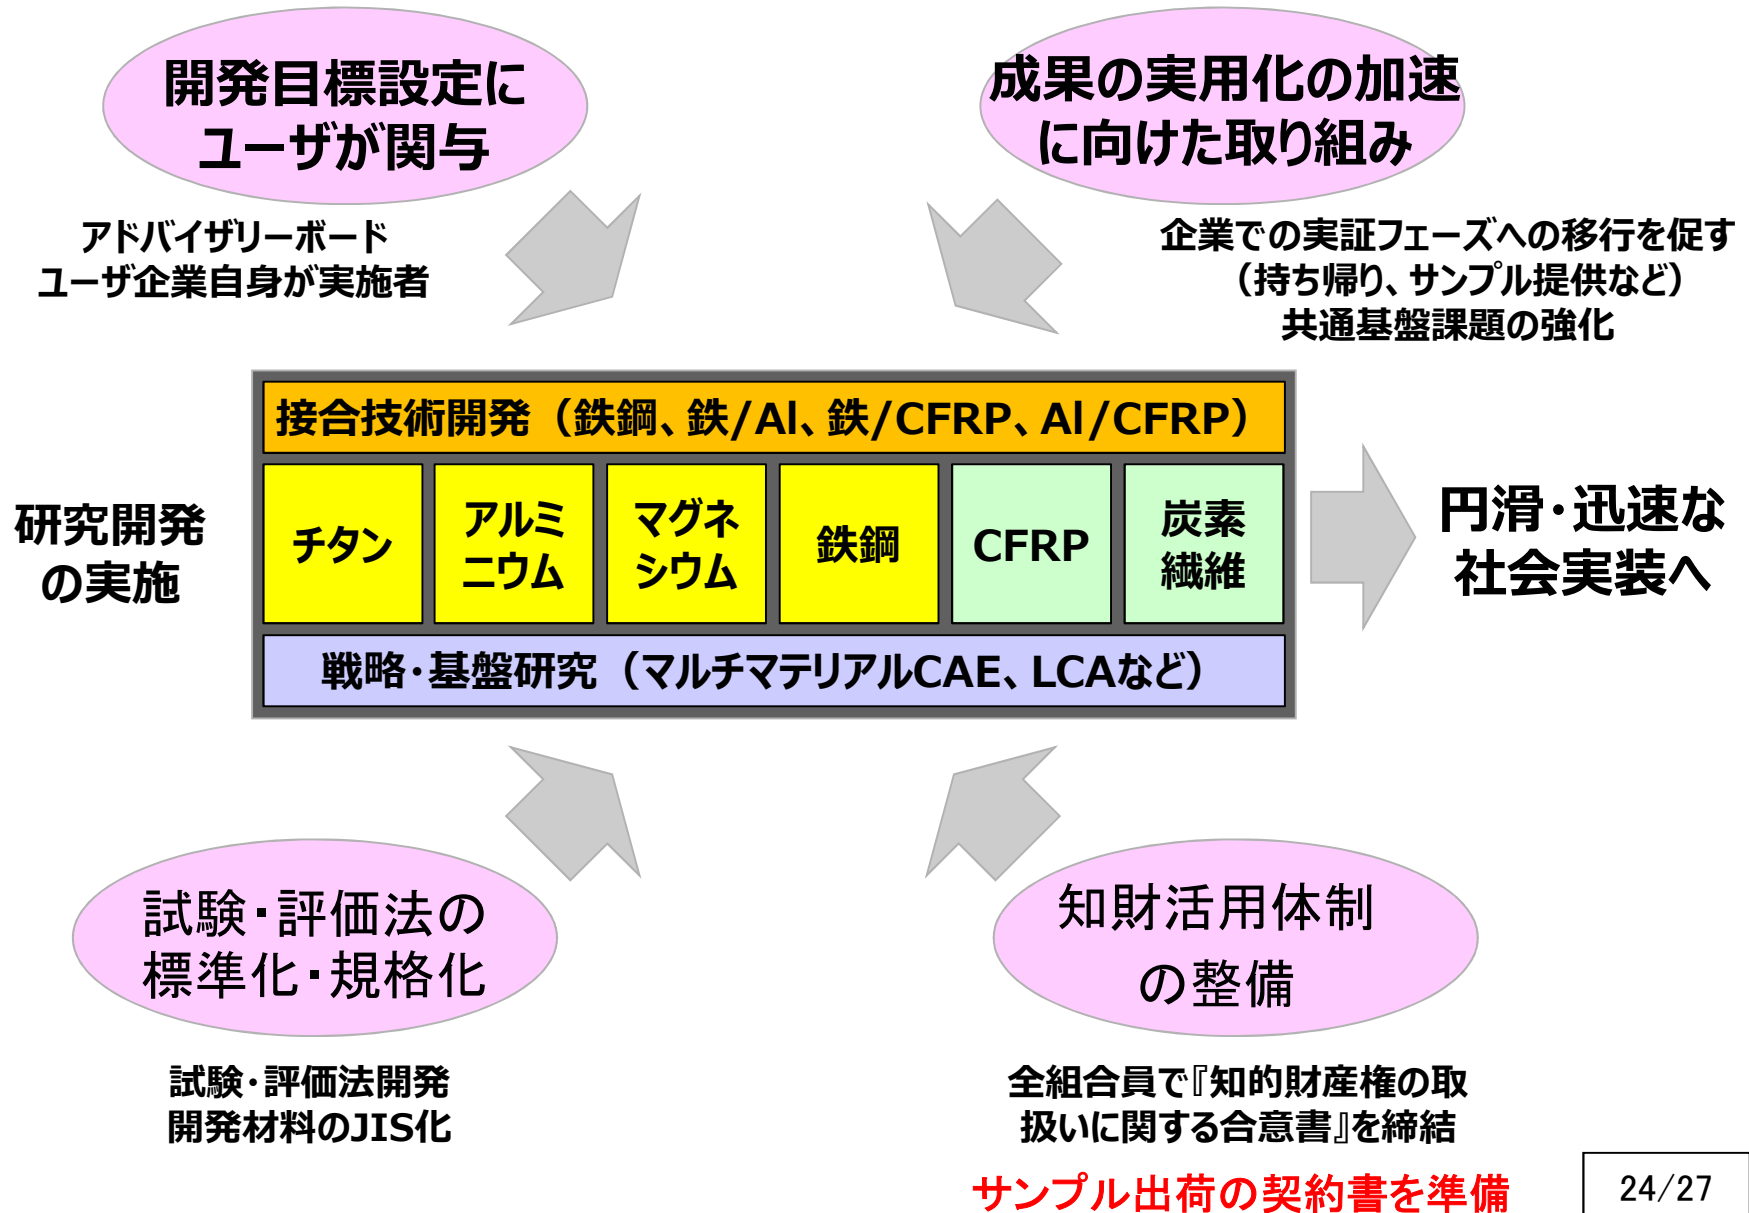 開発目標設定に
ユーザが関与
成果の実用化の加速
に向けた取り組み
アドバイザリーボード
ユーザ企業自身が実施者
企業での実証フェーズへの移行を促す
（持ち帰り、サンプル提供など）
共通基盤課題の強化
接合技術開発（鉄鋼、鉄/Al、鉄/CFRP、Al/CFRP）
研究開発
の実施
チタン
アルミ
ニウム
マグネ
シウム
鉄鋼
CFRP
炭素
繊維
円滑・迅速な
社会実装へ
戦略・基盤研究（マルチマテリアルCAE、LCAなど）
試験・評価法の
標準化・規格化
知財活用体制
の整備
試験・評価法開発
開発材料のJIS化
全組合員で『知的財産権の取
扱いに関する合意書』を締結
サンプル出荷の契約書を準備
24/27